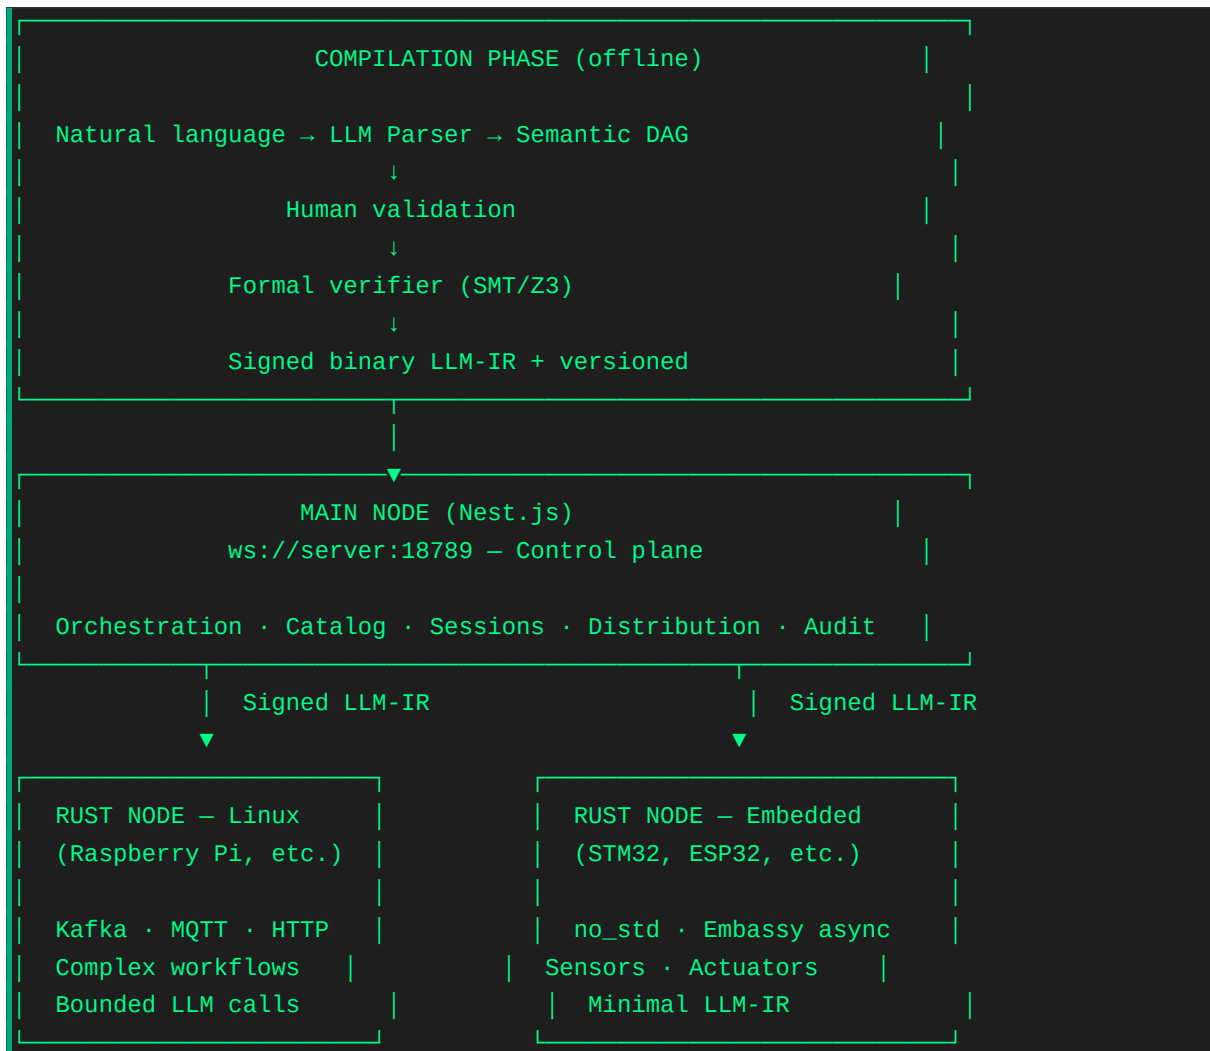 COMPILATION PHASE (offline)
Natural language → LLM Parser → Semantic DAG
↓
Human validation
↓
Formal verifier (SMT/Z3)
↓
Signed binary LLM-IR + versioned
▼
MAIN NODE (Nest.js)
ws://server:18789 — Control plane
Orchestration · Catalog · Sessions · Distribution · Audit
Signed LLM-IR Signed LLM-IR
▼ ▼
RUST NODE — Linux RUST NODE — Embedded
(Raspberry Pi, etc.) (STM32, ESP32, etc.)
Kafka · MQTT · HTTP no_std · Embassy async
Complex workflows Sensors · Actuators
Bounded LLM calls Minimal LLM-IR